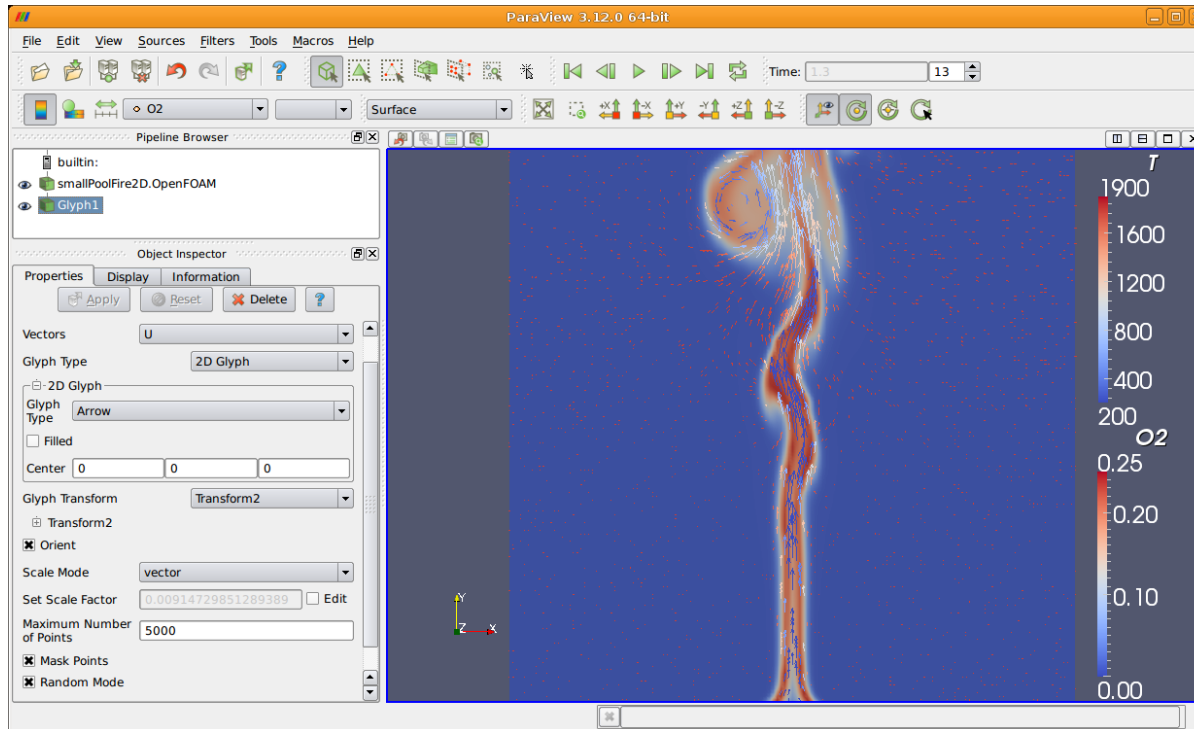 ParaView 3.12.0 64-bit
File Edit View Sources Filters Tools Macros Help
Time: 1.3 13
O2 Surface +X -X +Y -Y +Z -Z
Pipeline Browser
builtin:
smallPoolFire2D.OpenFOAM
Glyph1
Object Inspector
Properties Display Information
Apply Reset Delete ?
Vectors U
Glyph Type 2D Glyph
2D Glyph
Glyph Type Arrow
Filled
Center 0 0 0
Glyph Transform Transform2
Transform2
Orient
Scale Mode vector
Set Scale Factor 0.00914729851289389 Edit
Maximum Number of Points 5000
Mask Points
Random Mode
Y
Z X
T
1900
1600
1200
800
400
200
O2
0.25
0.20
0.10
0.00